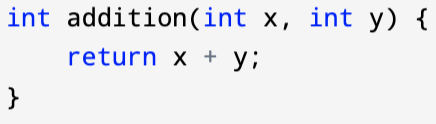 int addition(int x, int y) {
    return x + y;
}